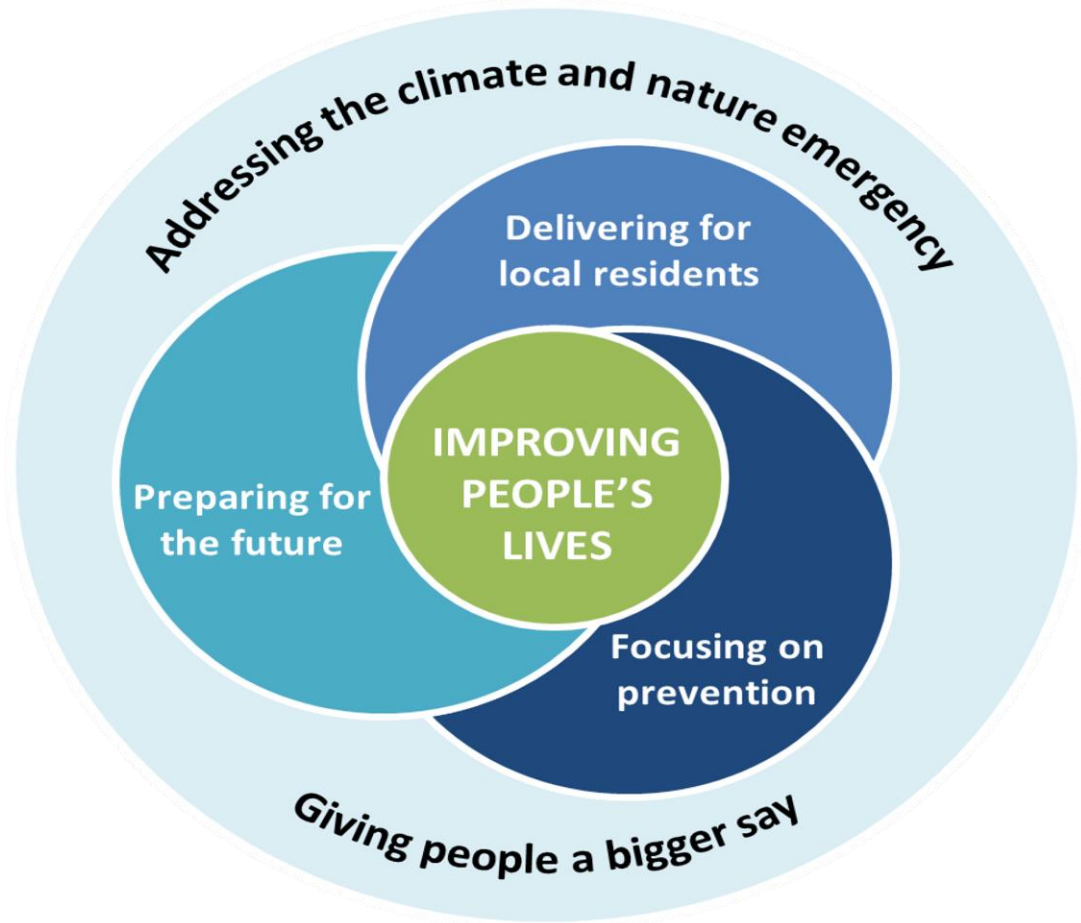 Addressing the climate and nature emergency
Delivering for
local residents
IMPROVING
PEOPLE’S
LIVES
Preparing for
the future
Focusing on
prevention
Giving people a bigger say